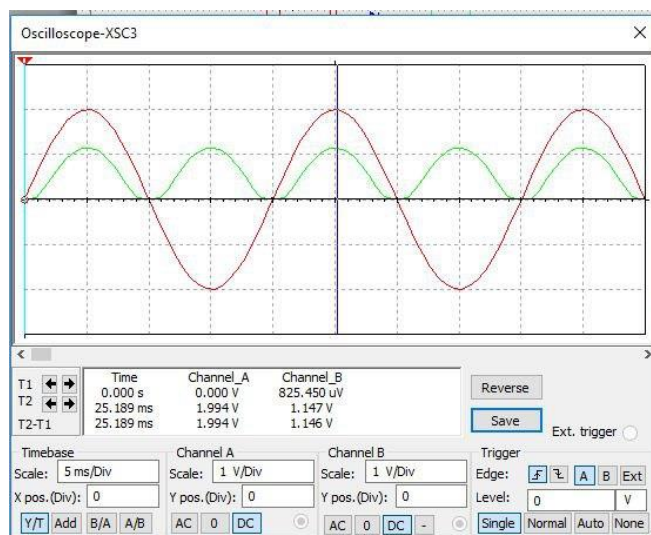 Oscilloscope-XSC3
T1
T2
T2-T1
Time Channel_A Channel_B
0.000 s 0.000 V 825.450 uV
25.189 ms 1.994 V 1.147 V
25.189 ms 1.994 V 1.146 V
Reverse
Save
Ext. trigger
Timebase
Scale: 5 ms/Div
X pos.(Div): 0
Y/T Add B/A A/B
Channel A
Scale: 1 V/Div
Y pos.(Div): 0
AC 0 DC
Channel B
Scale: 1 V/Div
Y pos.(Div): 0
AC 0 DC -
Trigger
Edge: A B Ext
Level: 0 V
Single Normal Auto None